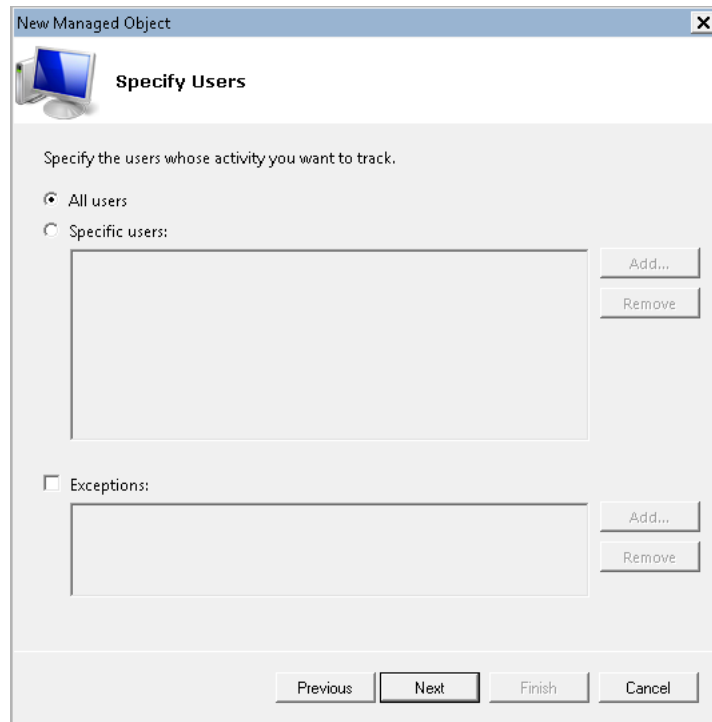 New Managed Object
Specify Users
Specify the users whose activity you want to track.
All users
Specific users:
Add...
Remove
Exceptions:
Add...
Remove
Previous
Next
Finish
Cancel